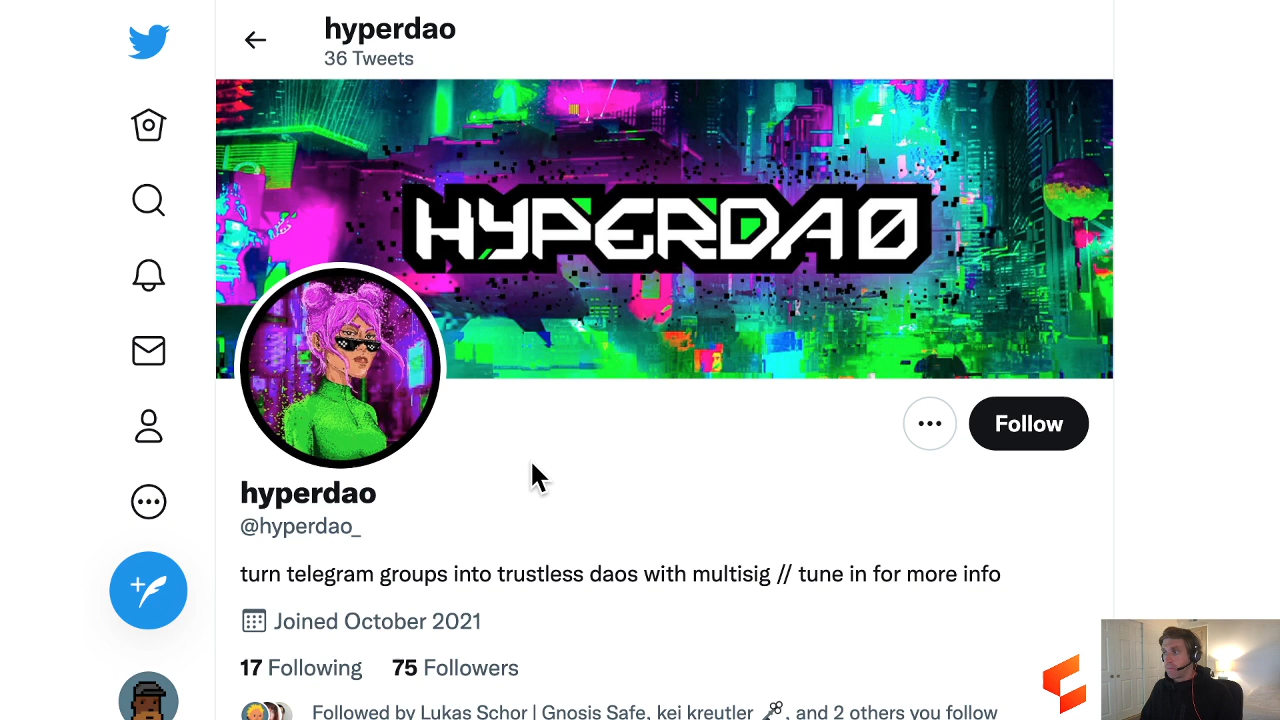 hyperdao
36 Tweets
HYPERDAO
Follow
hyperdao
@hyperdao_
turn telegram groups into trustless daos with multisig // tune in for more info
Joined October 2021
17 Following 75 Followers
Followed by Lukas Schor | Gnosis Safe, kei kreutler 🗝, and 2 others you follow